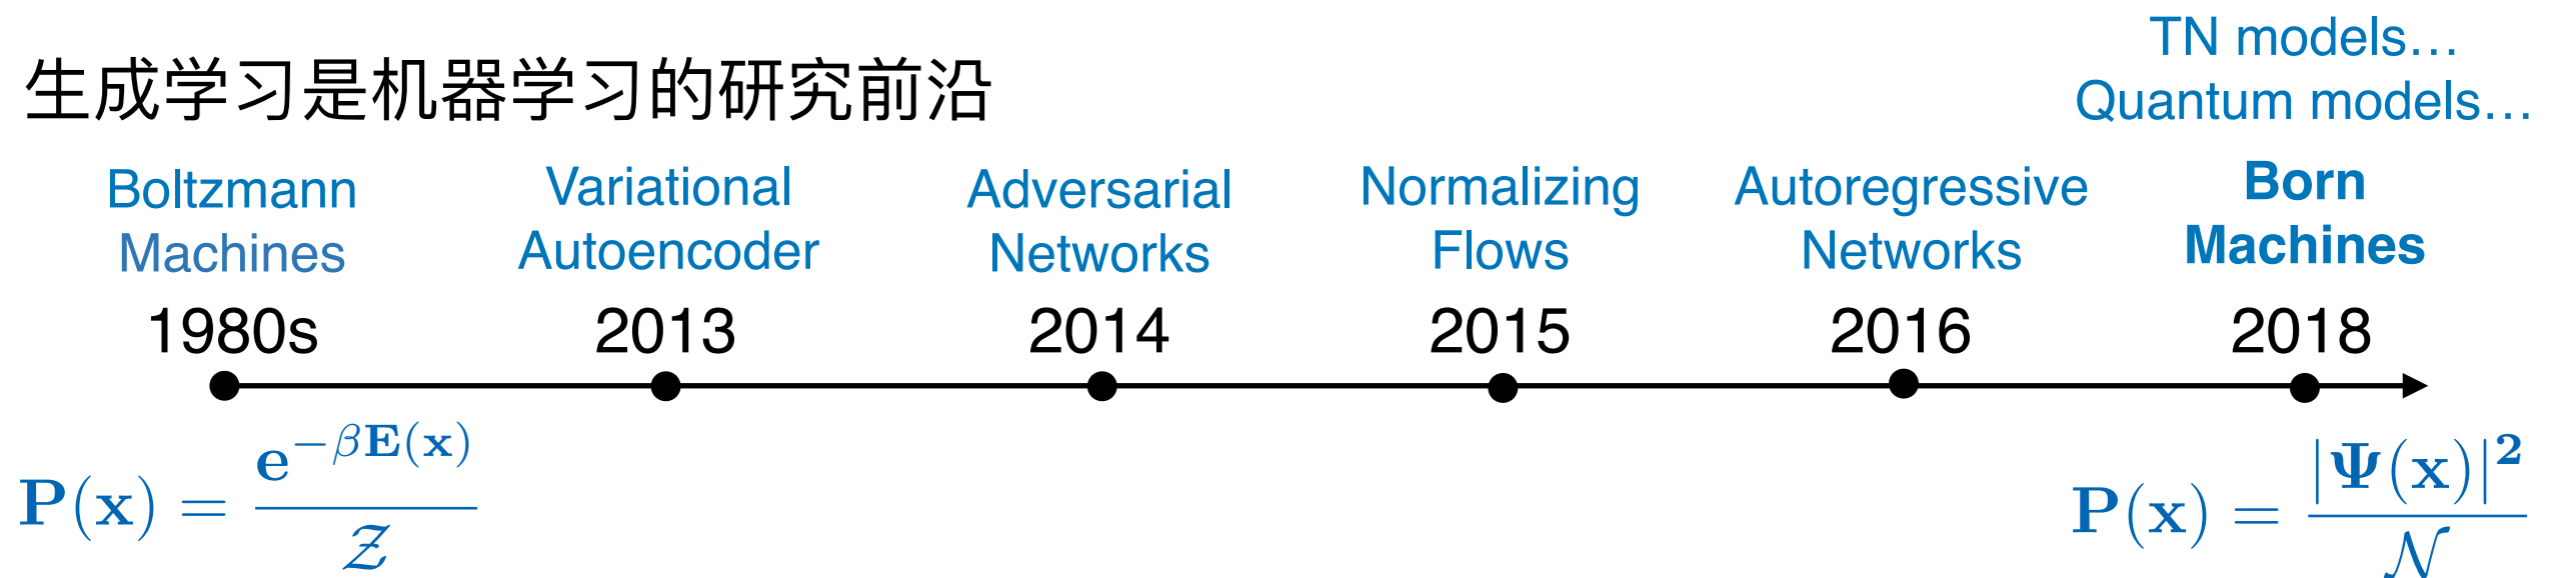 生成学习是机器学习的研究前沿
TN models…
Quantum models…
Boltzmann
Machines
1980s
Variational
Autoencoder
2013
Adversarial
Networks
2014
Normalizing
Flows
2015
Autoregressive
Networks
2016
Born
Machines
2018
P(x) = e^{-βE(x)} / 𝒵
P(x) = |Ψ(x)|^2 / 𝒩